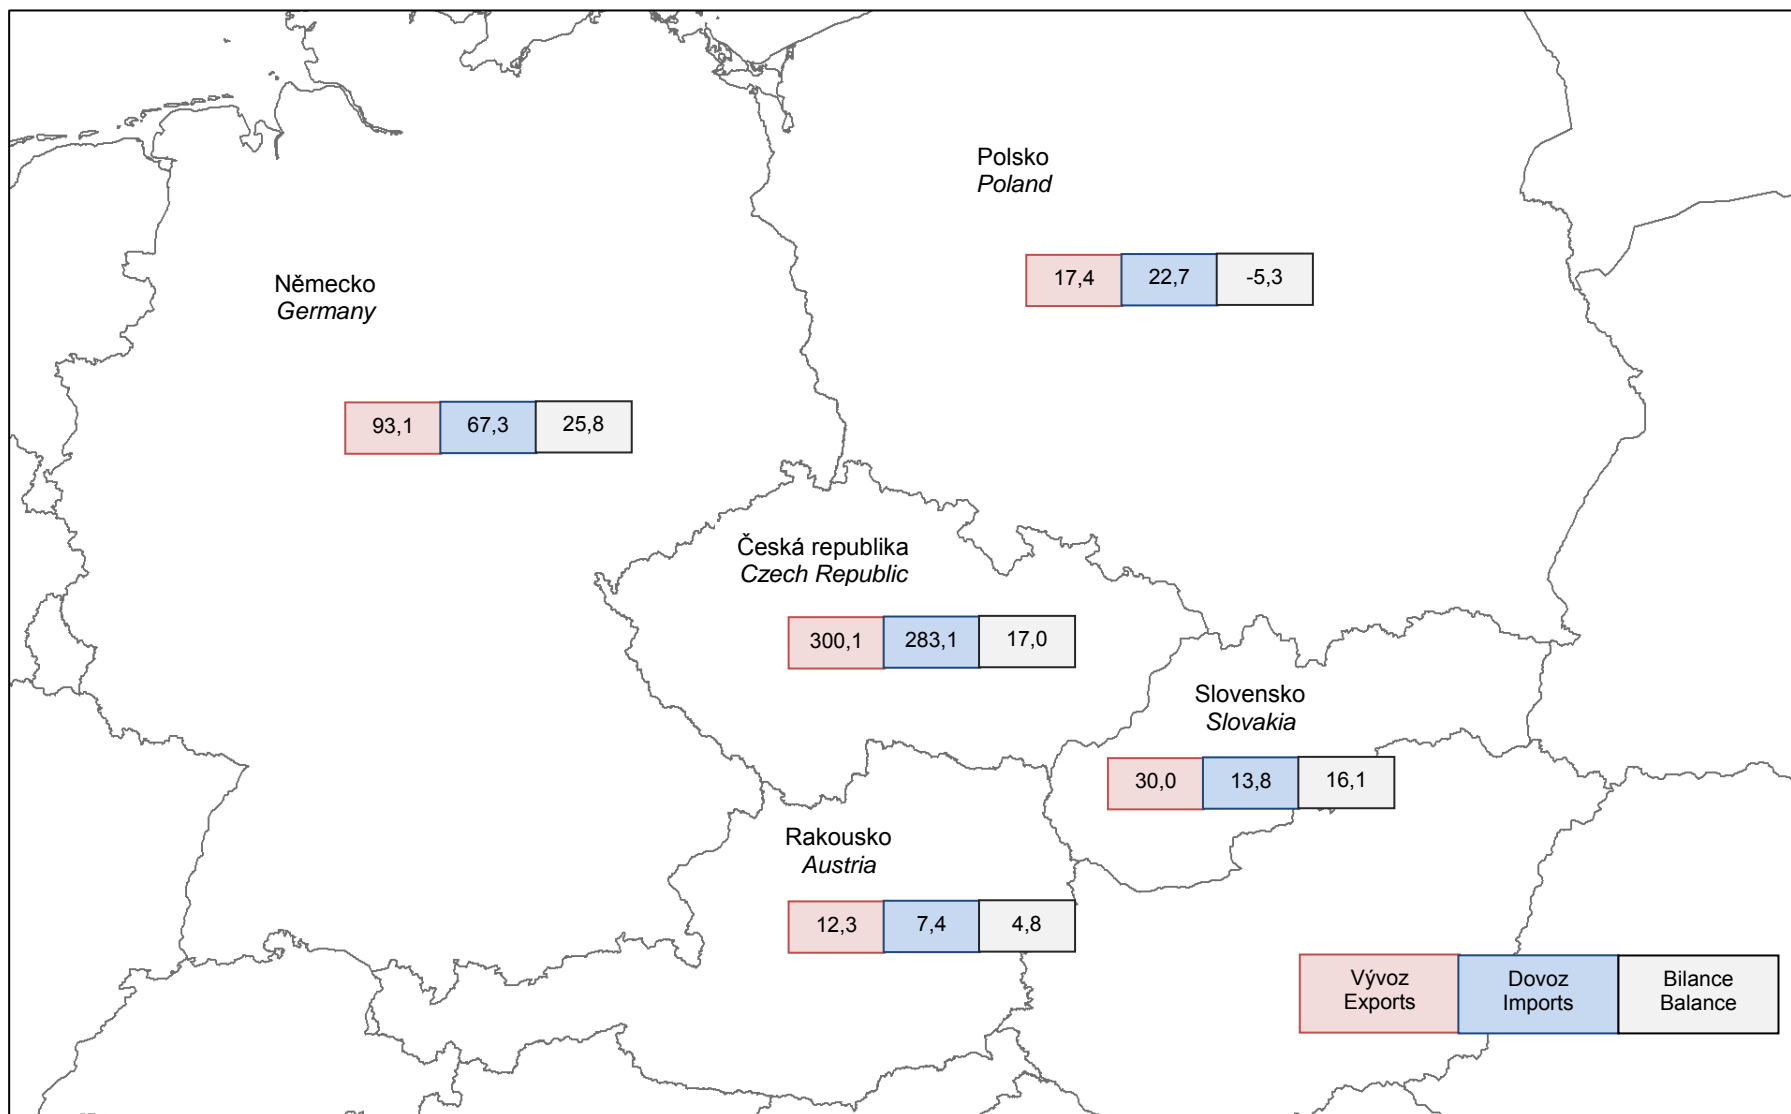 Polsko
Poland
17,4 22,7 -5,3
Německo
Germany
93,1 67,3 25,8
Česká republika
Czech Republic
300,1 283,1 17,0
Slovensko
Slovakia
30,0 13,8 16,1
Rakousko
Austria
12,3 7,4 4,8
Vývoz Dovoz Bilance
Exports Imports Balance